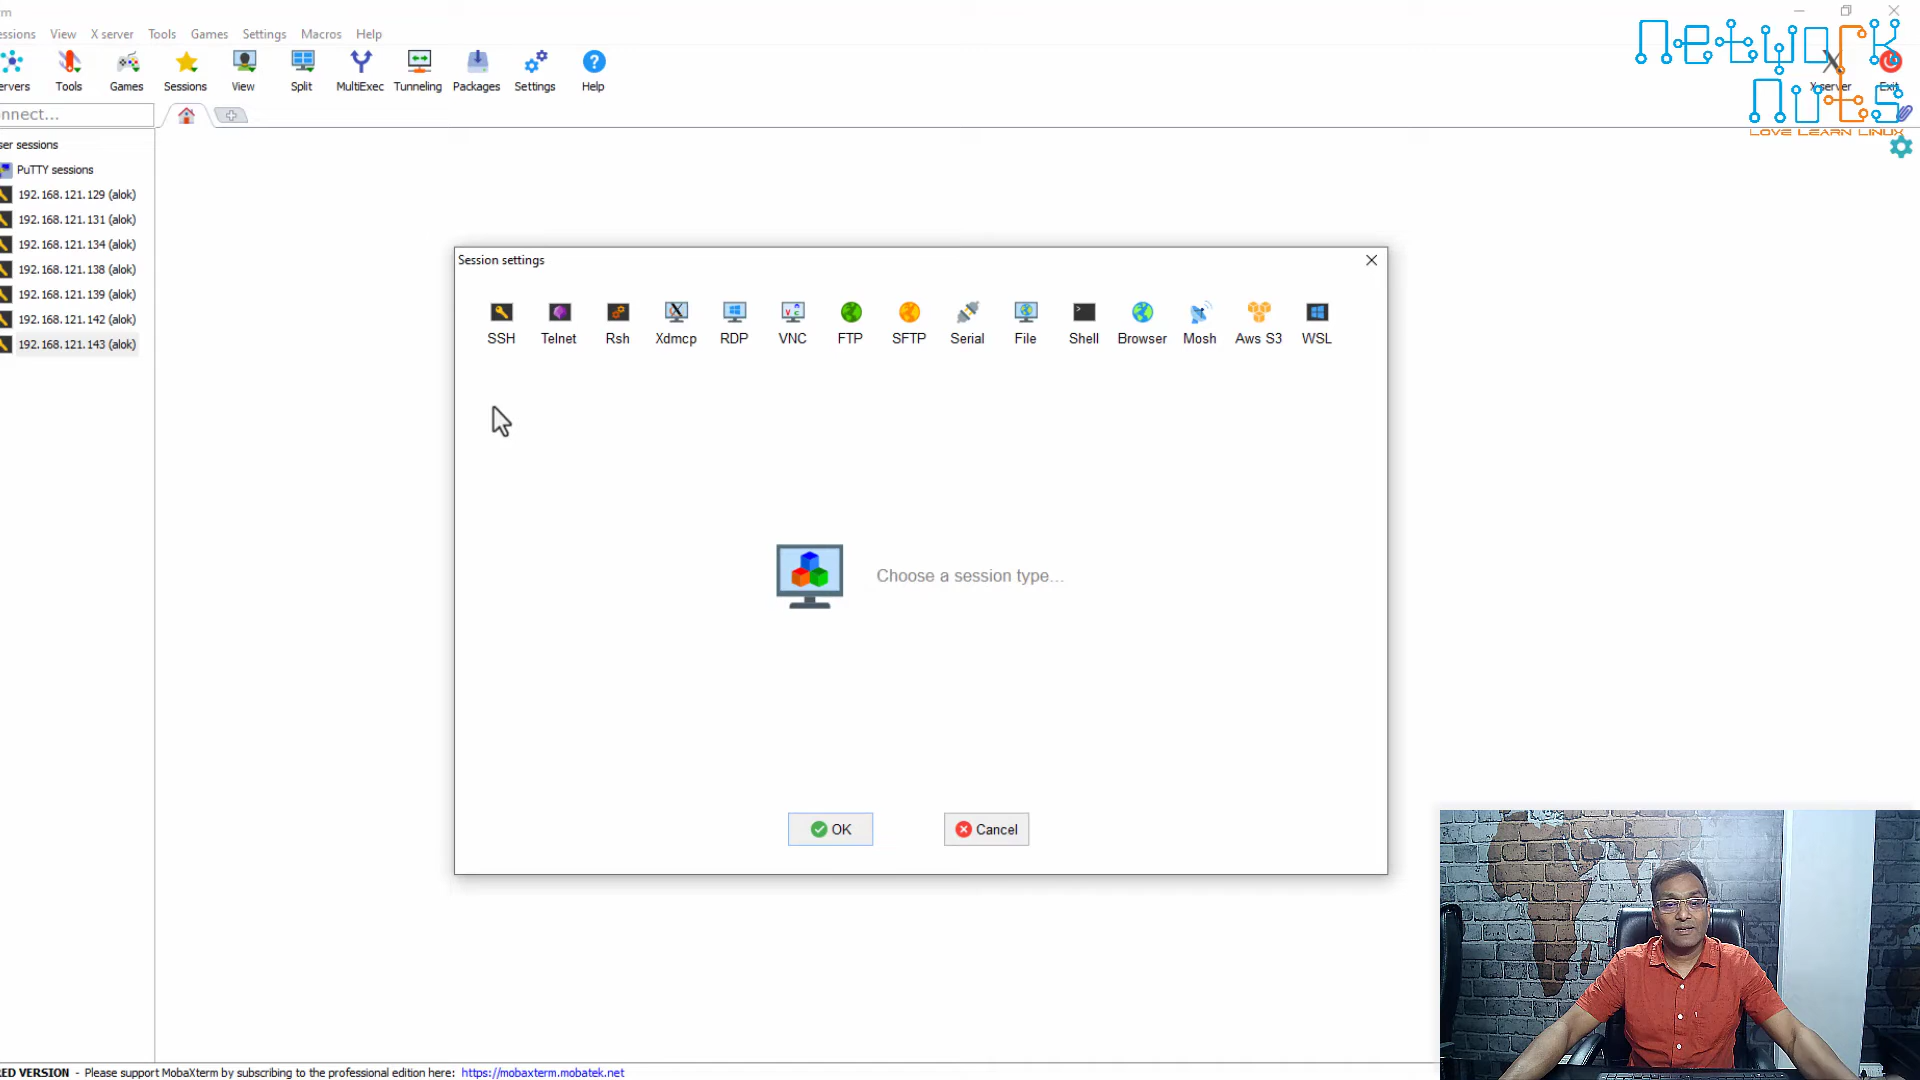 rm
essions View X server Tools Games Settings Macros Help
ervers Tools Games Sessions View Split MultiExec Tunneling Packages Settings Help
X server Exit
Network
Nuts
LOVE LEARN LINUX
nnect...
ser sessions
PuTTY sessions
192.168.121.129 (alok)
192.168.121.131 (alok)
192.168.121.134 (alok)
192.168.121.138 (alok)
192.168.121.139 (alok)
192.168.121.142 (alok)
192.168.121.143 (alok)
Session settings
SSH Telnet Rsh Xdmcp RDP VNC FTP SFTP Serial File Shell Browser Mosh Aws S3 WSL
Choose a session type...
OK Cancel
RED VERSION - Please support MobaXterm by subscribing to the professional edition here: https://mobaxterm.mobatek.net